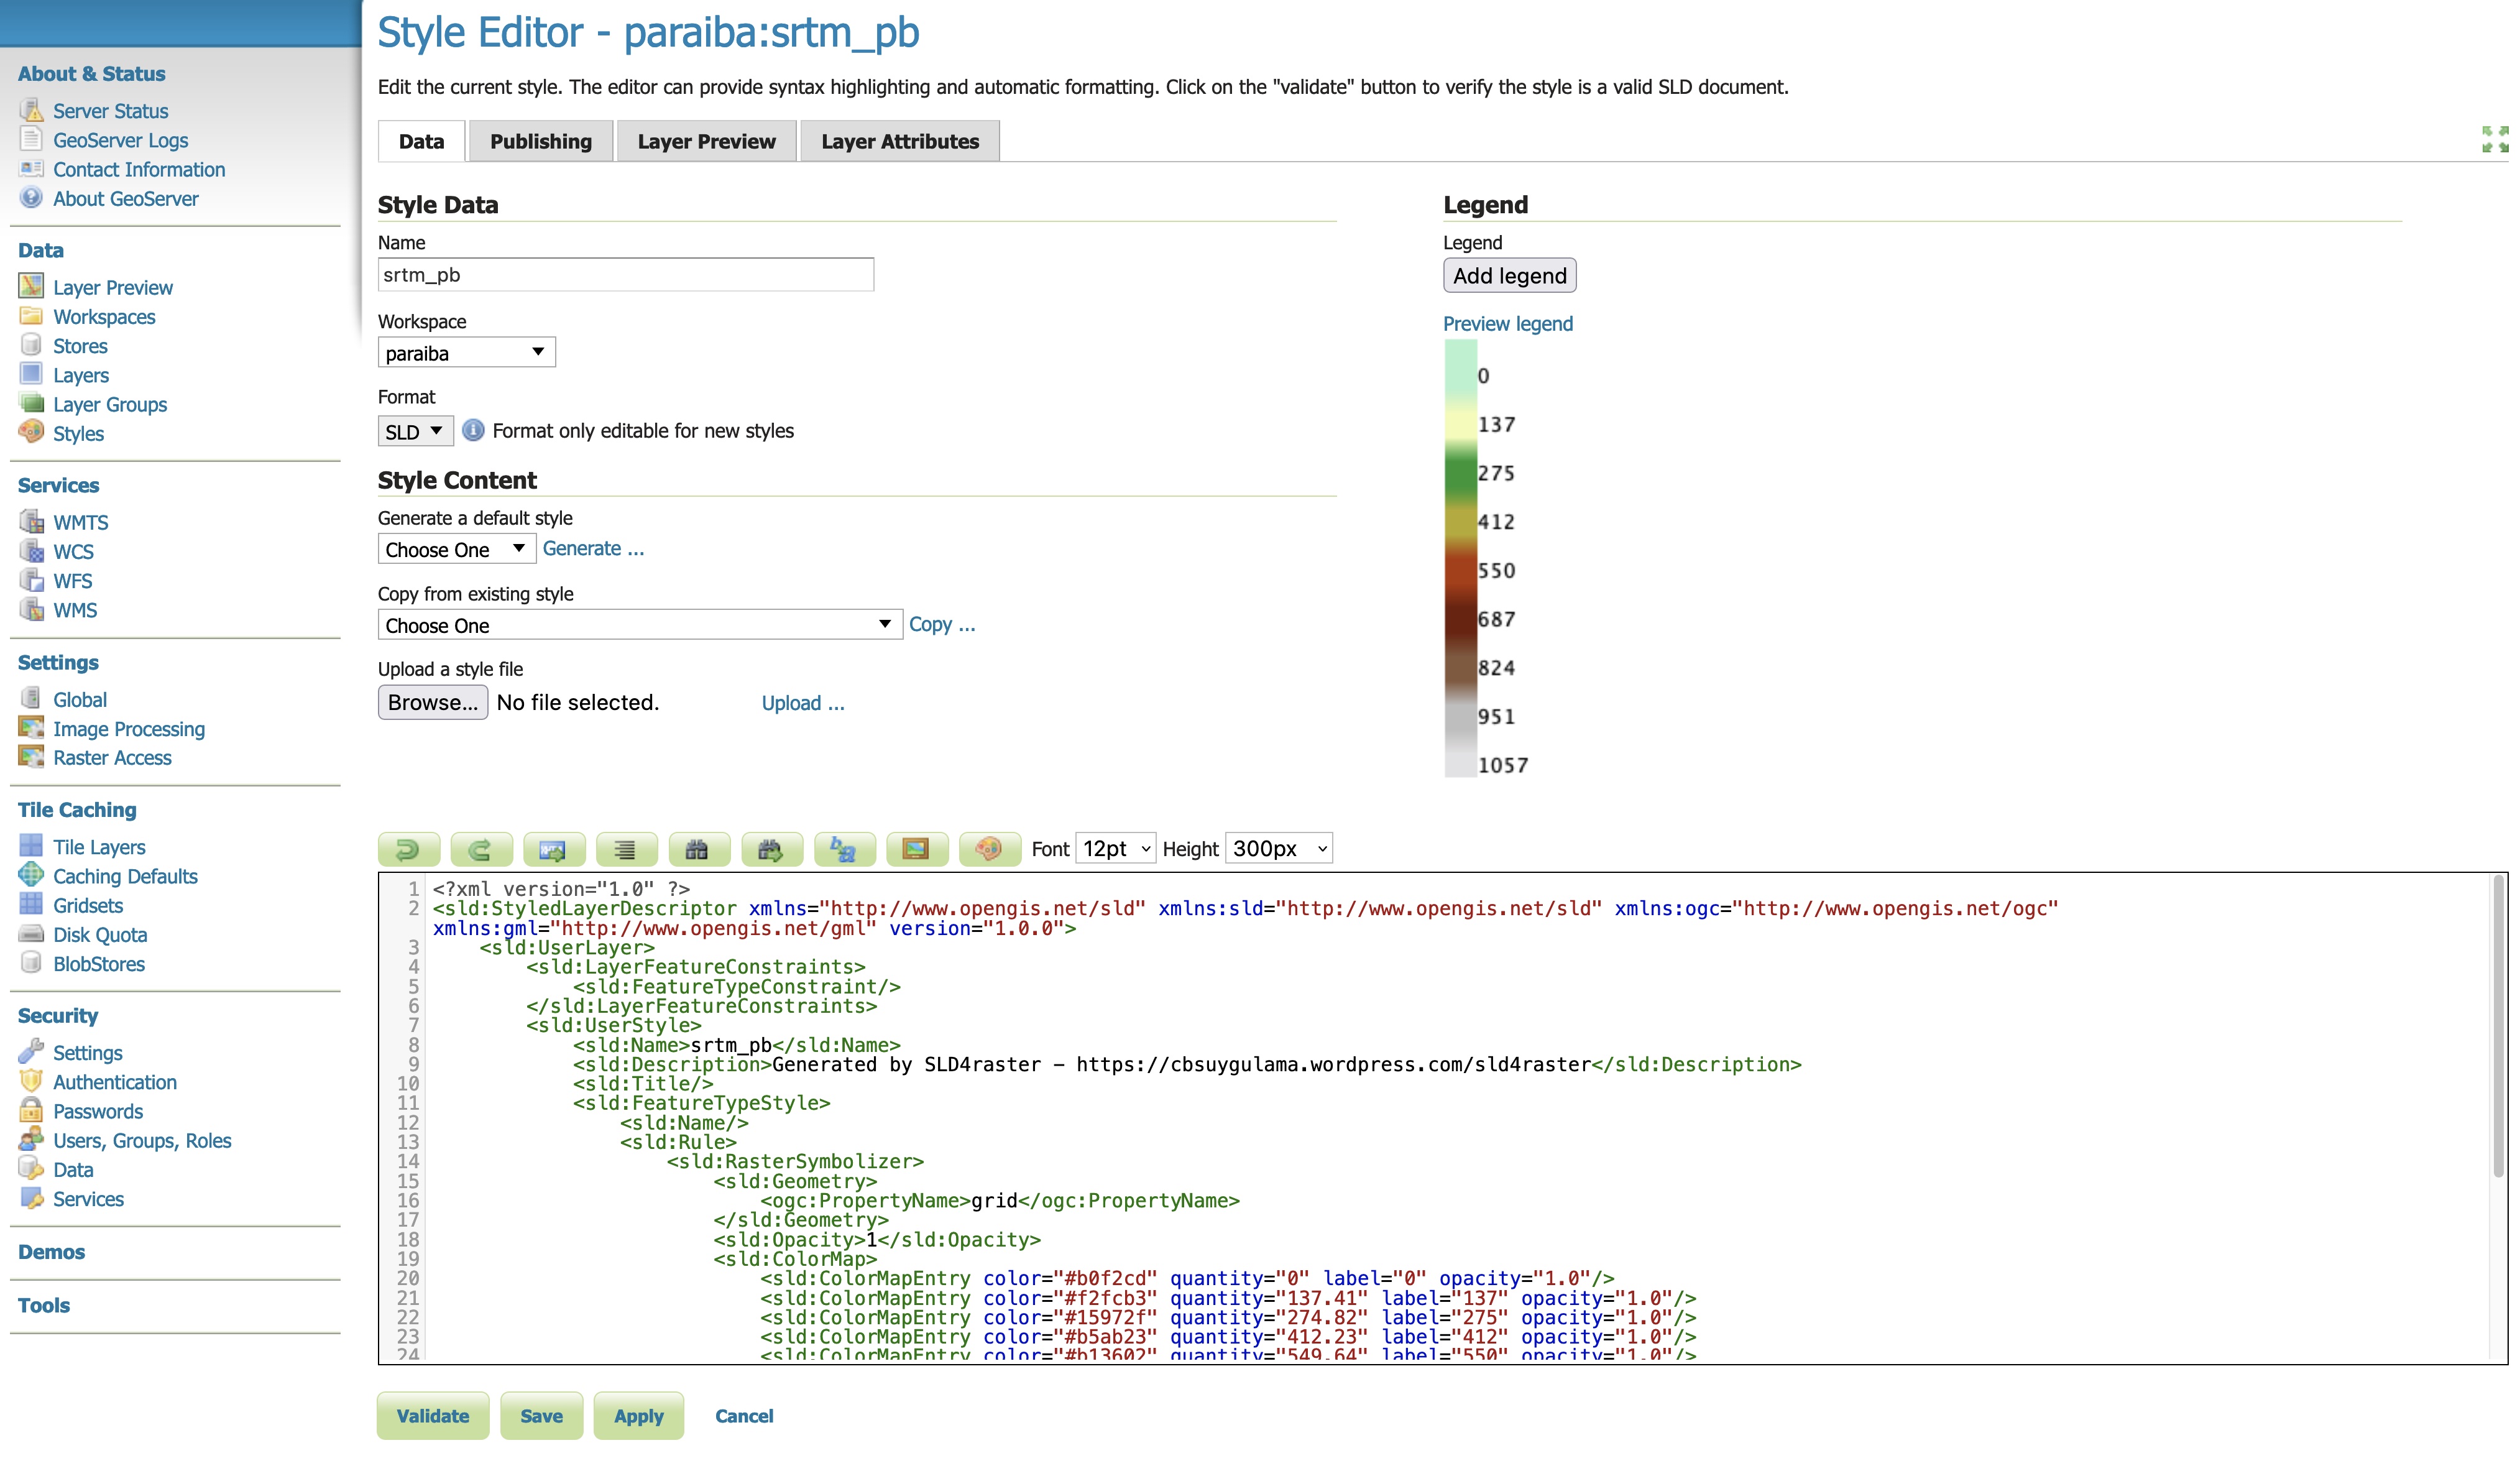 Style Editor - paraiba:srtm_pb
Edit the current style. The editor can provide syntax highlighting and automatic formatting. Click on the "validate" button to verify the style is a valid SLD document.
About & Status
Server Status
GeoServer Logs
Contact Information
About GeoServer
Data
Layer Preview
Workspaces
Stores
Layers
Layer Groups
Styles
Services
WMTS
WCS
WFS
WMS
Settings
Global
Image Processing
Raster Access
Tile Caching
Tile Layers
Caching Defaults
Gridsets
Disk Quota
BlobStores
Security
Settings
Authentication
Passwords
Users, Groups, Roles
Data
Services
Demos
Tools
Data Publishing Layer Preview Layer Attributes
Style Data
Name
srtm_pb
Workspace
paraiba
Format
SLD Format only editable for new styles
Style Content
Generate a default style
Choose One Generate ...
Copy from existing style
Choose One Copy ...
Upload a style file
Browse... No file selected. Upload ...
Legend
Legend
Add legend
Preview legend
0
137
275
412
550
687
824
951
1057
Font 12pt Height 300px
1 <?xml version="1.0" ?>
2 <sld:StyledLayerDescriptor xmlns="http://www.opengis.net/sld" xmlns:sld="http://www.opengis.net/sld" xmlns:ogc="http://www.opengis.net/ogc"
xmlns:gml="http://www.opengis.net/gml" version="1.0.0">
3 <sld:UserLayer>
4 <sld:LayerFeatureConstraints>
5 <sld:FeatureTypeConstraint/>
6 </sld:LayerFeatureConstraints>
7 <sld:UserStyle>
8 <sld:Name>srtm_pb</sld:Name>
9 <sld:Description>Generated by SLD4raster – https://cbsuygulama.wordpress.com/sld4raster</sld:Description>
10 <sld:Title/>
11 <sld:FeatureTypeStyle>
12 <sld:Name/>
13 <sld:Rule>
14 <sld:RasterSymbolizer>
15 <sld:Geometry>
16 <ogc:PropertyName>grid</ogc:PropertyName>
17 </sld:Geometry>
18 <sld:Opacity>1</sld:Opacity>
19 <sld:ColorMap>
20 <sld:ColorMapEntry color="#b0f2cd" quantity="0" label="0" opacity="1.0"/>
21 <sld:ColorMapEntry color="#f2fcb3" quantity="137.41" label="137" opacity="1.0"/>
22 <sld:ColorMapEntry color="#15972f" quantity="274.82" label="275" opacity="1.0"/>
23 <sld:ColorMapEntry color="#b5ab23" quantity="412.23" label="412" opacity="1.0"/>
24 <sld:ColorMapEntry color="#b13602" quantity="549.64" label="550" opacity="1.0"/>
Validate Save Apply Cancel